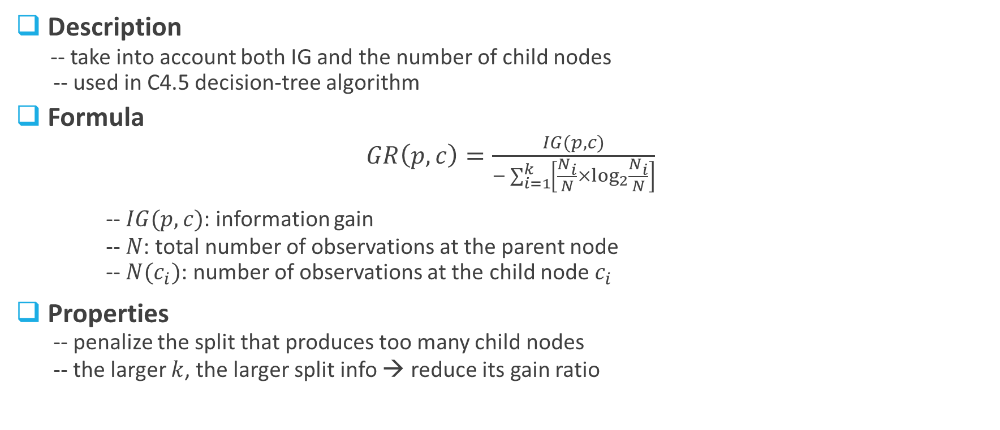 ❑ Description
-- take into account both IG and the number of child nodes
-- used in C4.5 decision-tree algorithm
❑ Formula
$GR(p,c) = \frac{IG(p,c)}{-\sum_{i=1}^{k}\left[\frac{N_i}{N} \times \log_2 \frac{N_i}{N}\right]}$
-- $IG(p,c)$: information gain
-- $N$: total number of observations at the parent node
-- $N(c_i)$: number of observations at the child node $c_i$
❑ Properties
-- penalize the split that produces too many child nodes
-- the larger $k$, the larger split info → reduce its gain ratio